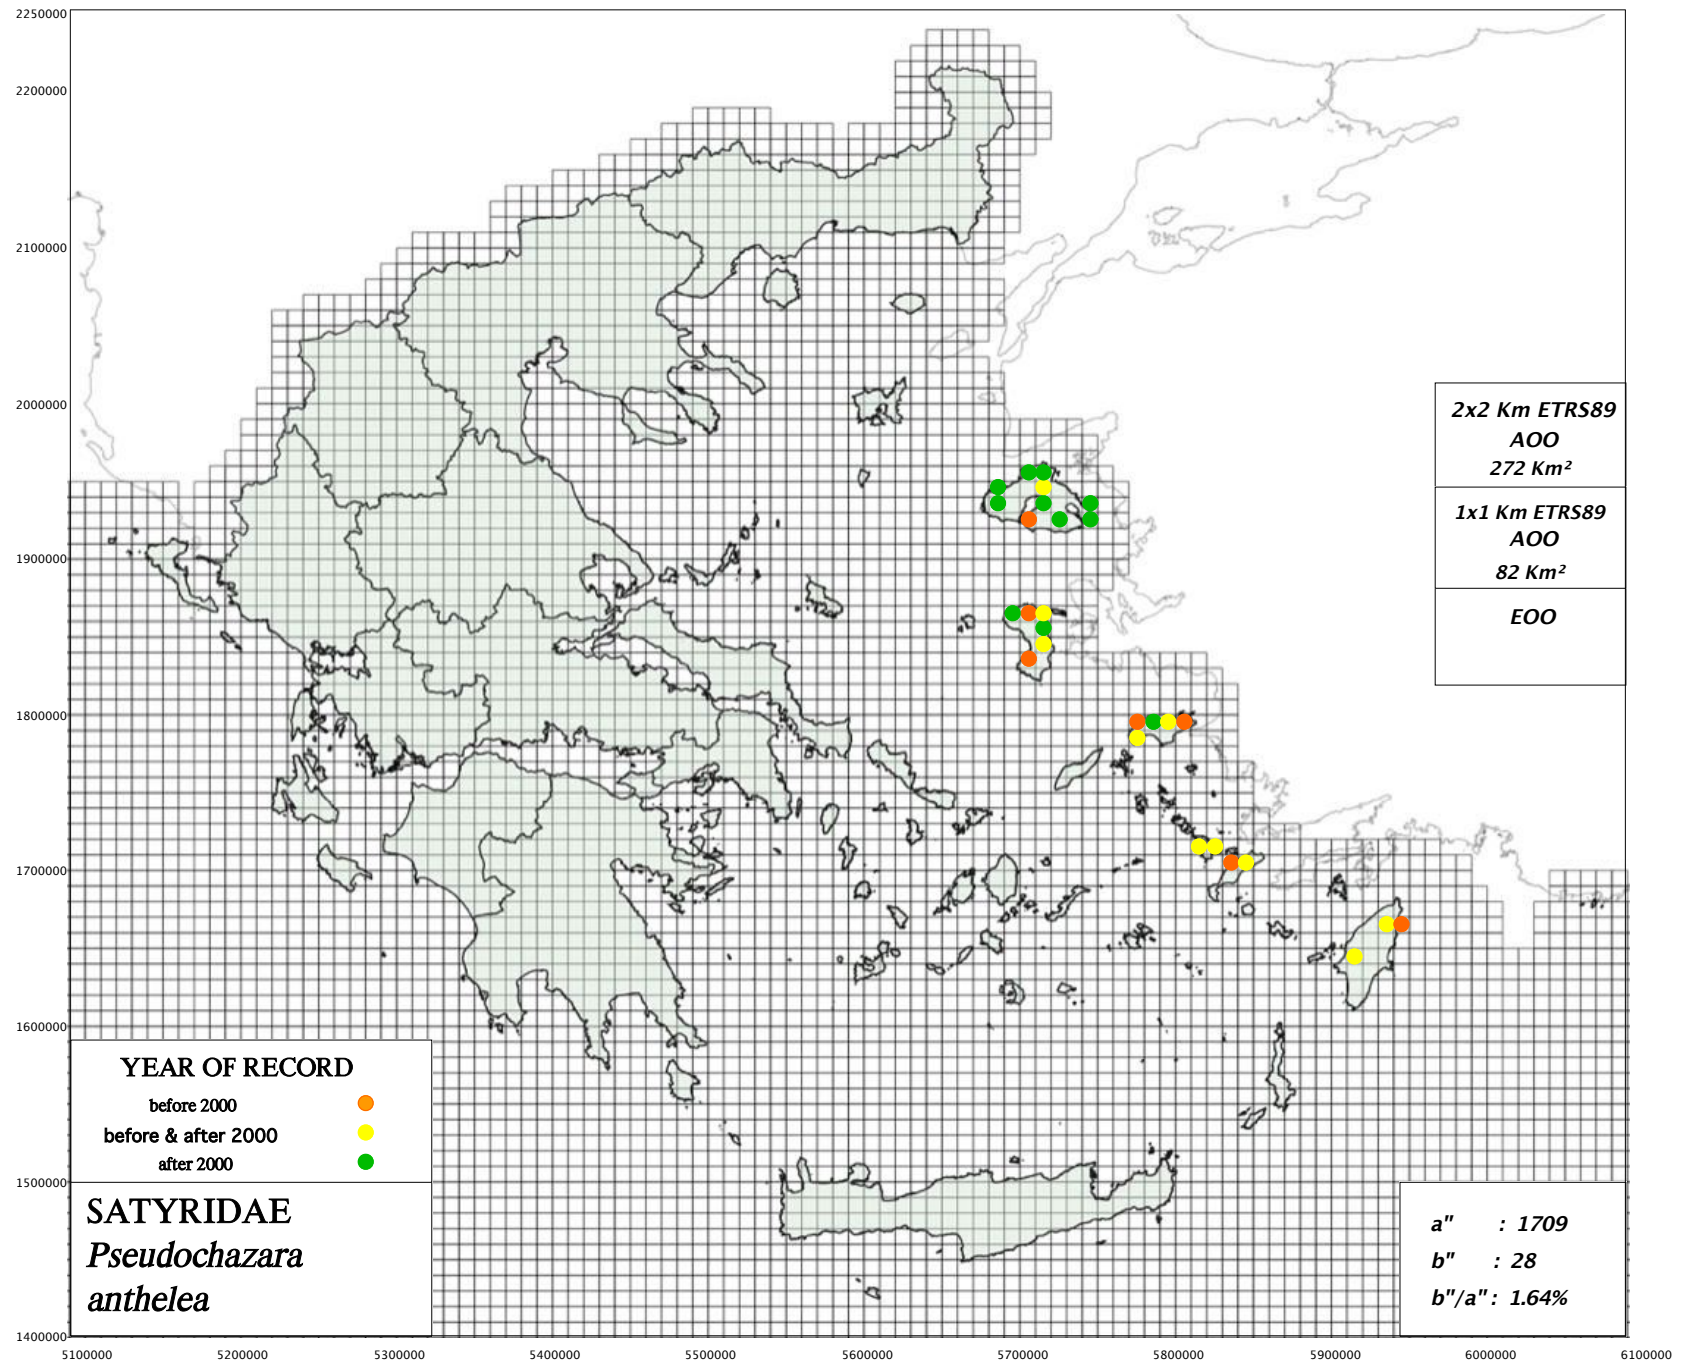 2250000
2200000
2100000
2000000
1900000
1800000
1700000
1600000
1500000
1400000
2x2 Km ETRS89
AOO
272 Km²
1x1 Km ETRS89
AOO
82 Km²
EOO
YEAR OF RECORD
before 2000
before & after 2000
after 2000
SATYRIDAE
Pseudochazara
anthelea
a" : 1709
b" : 28
b"/a" : 1.64%
5100000 5200000 5300000 5400000 5500000 5600000 5700000 5800000 5900000 6000000 6100000